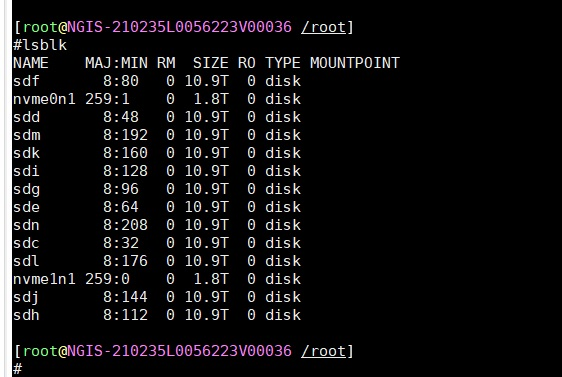 [root@NGIS-210235L0056223V00036 /root]
#lsblk
NAME    MAJ:MIN RM  SIZE RO TYPE MOUNTPOINT
sdf       8:80   0 10.9T  0 disk
nvme0n1 259:1    0  1.8T  0 disk
sdd       8:48   0 10.9T  0 disk
sdm       8:192  0 10.9T  0 disk
sdk       8:160  0 10.9T  0 disk
sdi       8:128  0 10.9T  0 disk
sdg       8:96   0 10.9T  0 disk
sde       8:64   0 10.9T  0 disk
sdn       8:208  0 10.9T  0 disk
sdc       8:32   0 10.9T  0 disk
sdl       8:176  0 10.9T  0 disk
nvme1n1 259:0    0  1.8T  0 disk
sdj       8:144  0 10.9T  0 disk
sdh       8:112  0 10.9T  0 disk
[root@NGIS-210235L0056223V00036 /root]
#